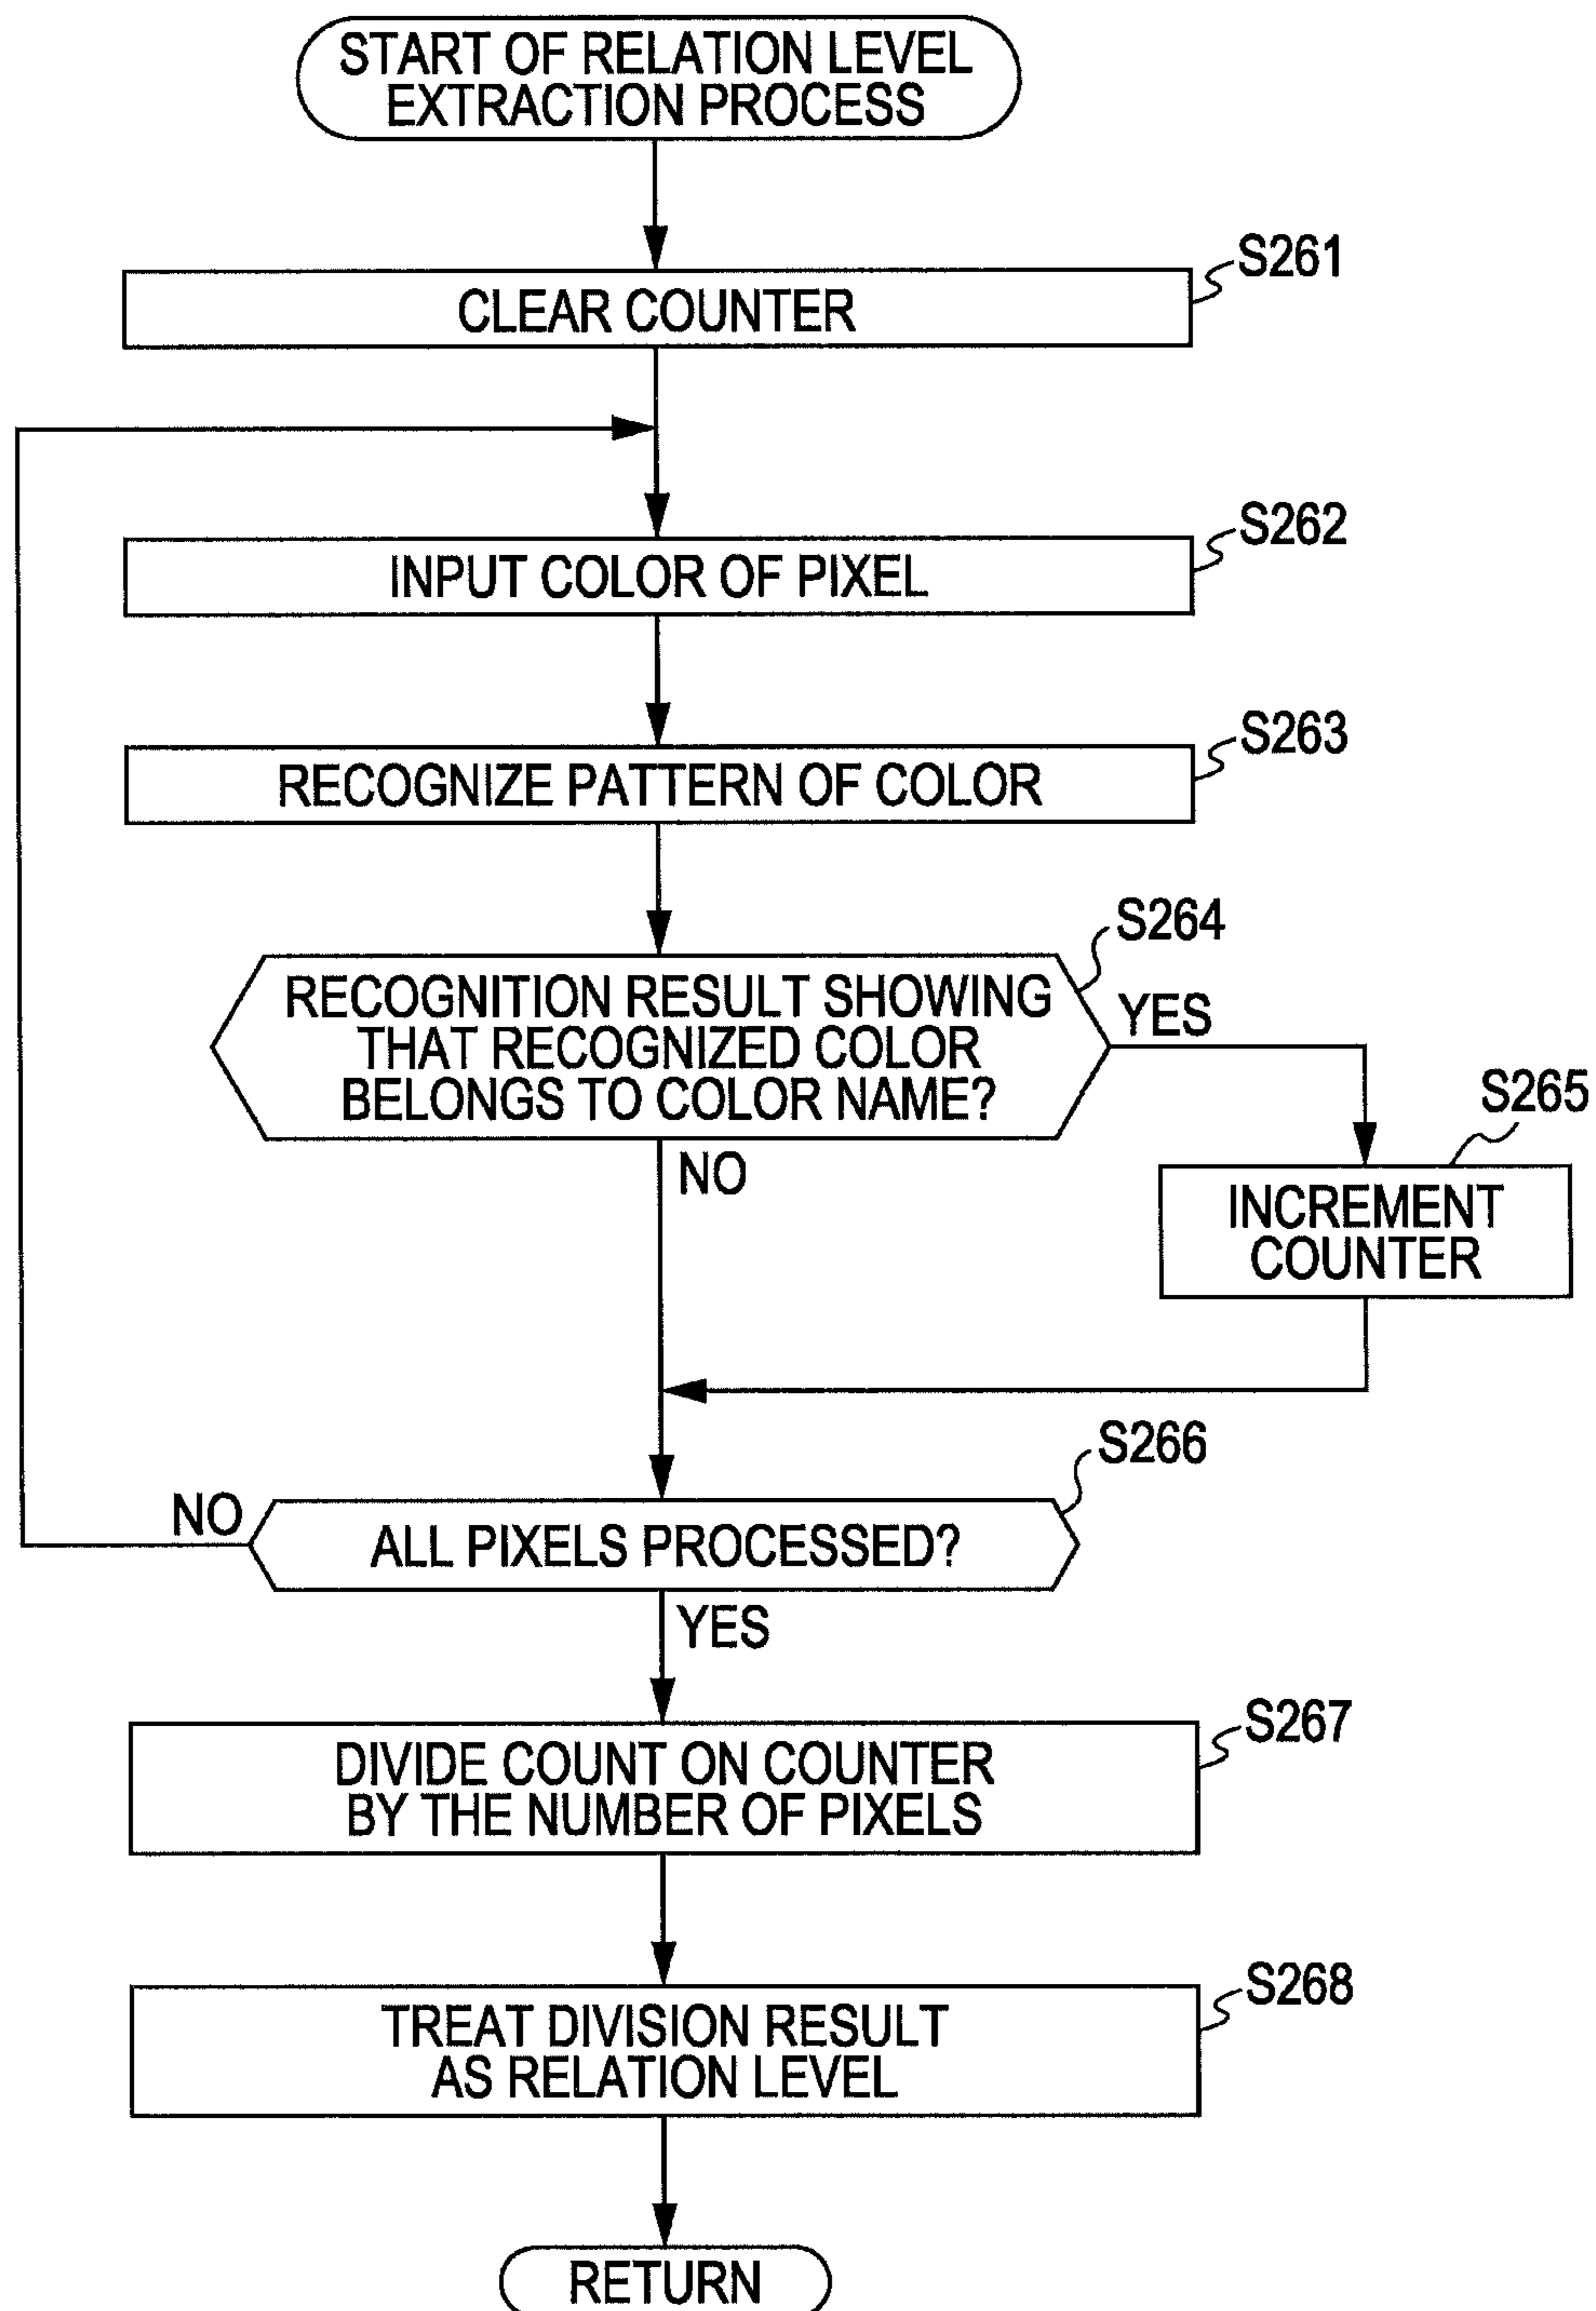 START OF RELATION LEVEL
EXTRACTION PROCESS
S261
CLEAR COUNTER
S262
INPUT COLOR OF PIXEL
S263
RECOGNIZE PATTERN OF COLOR
S264
RECOGNITION RESULT SHOWING
THAT RECOGNIZED COLOR
BELONGS TO COLOR NAME?
YES
NO
S265
INCREMENT
COUNTER
S266
NO
ALL PIXELS PROCESSED?
YES
S267
DIVIDE COUNT ON COUNTER
BY THE NUMBER OF PIXELS
S268
TREAT DIVISION RESULT
AS RELATION LEVEL
RETURN